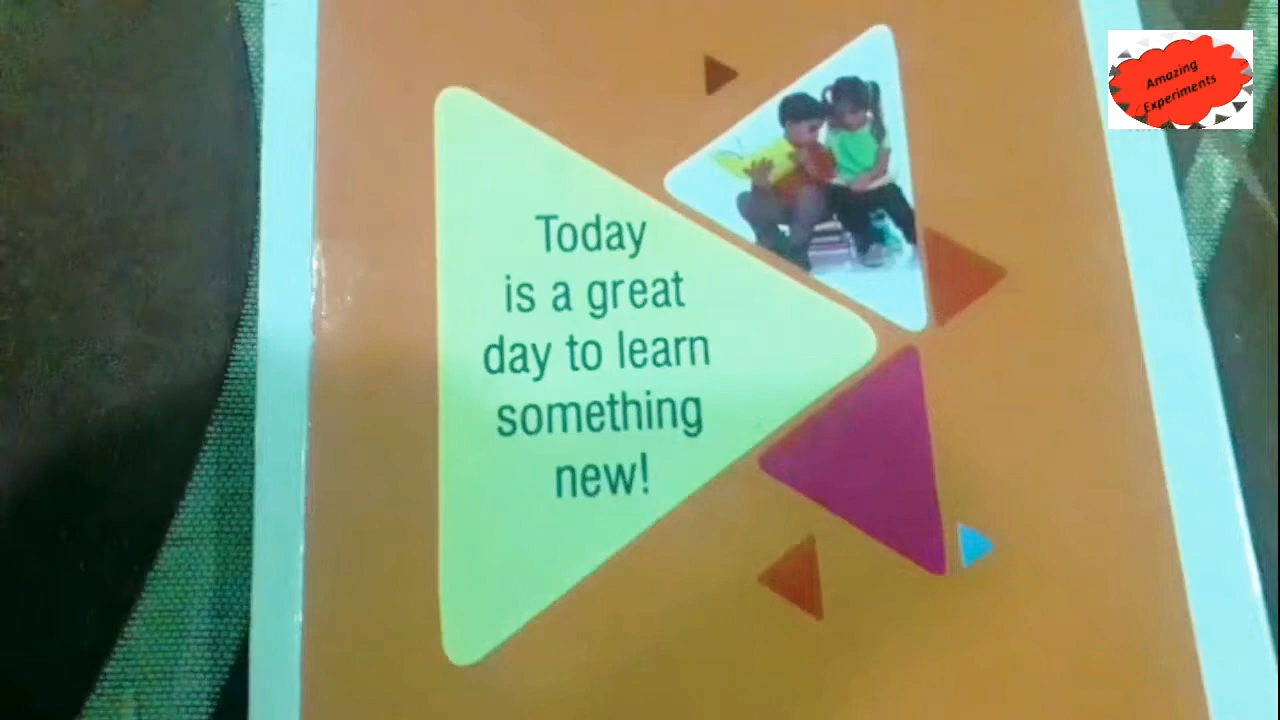 Today
is a great
day to learn
something
new!
Amazing
Experiments